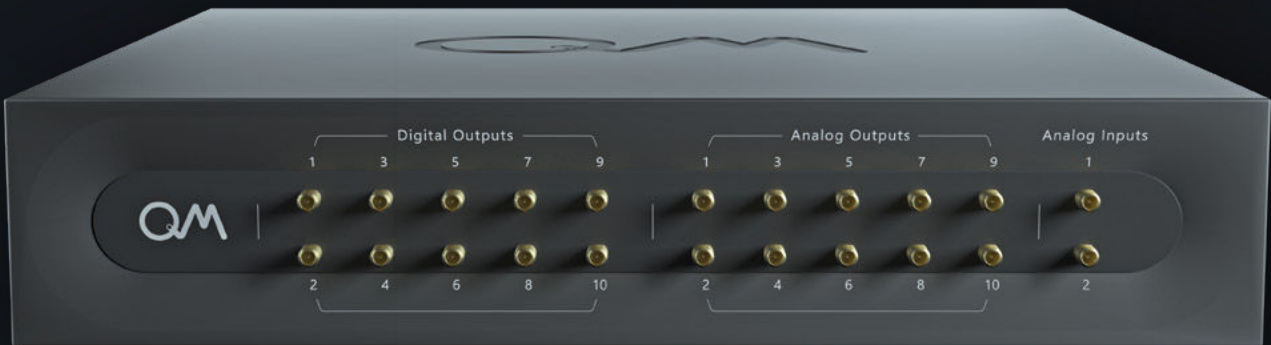 QM
Digital Outputs
Analog Outputs
Analog Inputs
1 3 5 7 9
1 3 5 7 9
1
QM
2 4 6 8 10
2 4 6 8 10
2